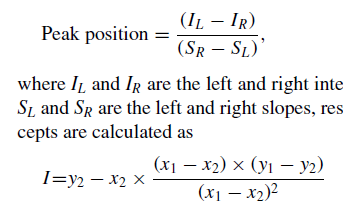 Peak position = (I_L − I_R) / (S_R − S_L),
where I_L and I_R are the left and right inte
S_L and S_R are the left and right slopes, res
cepts are calculated as
I=y_2 − x_2 × (x_1 − x_2) × (y_1 − y_2) / (x_1 − x_2)^2